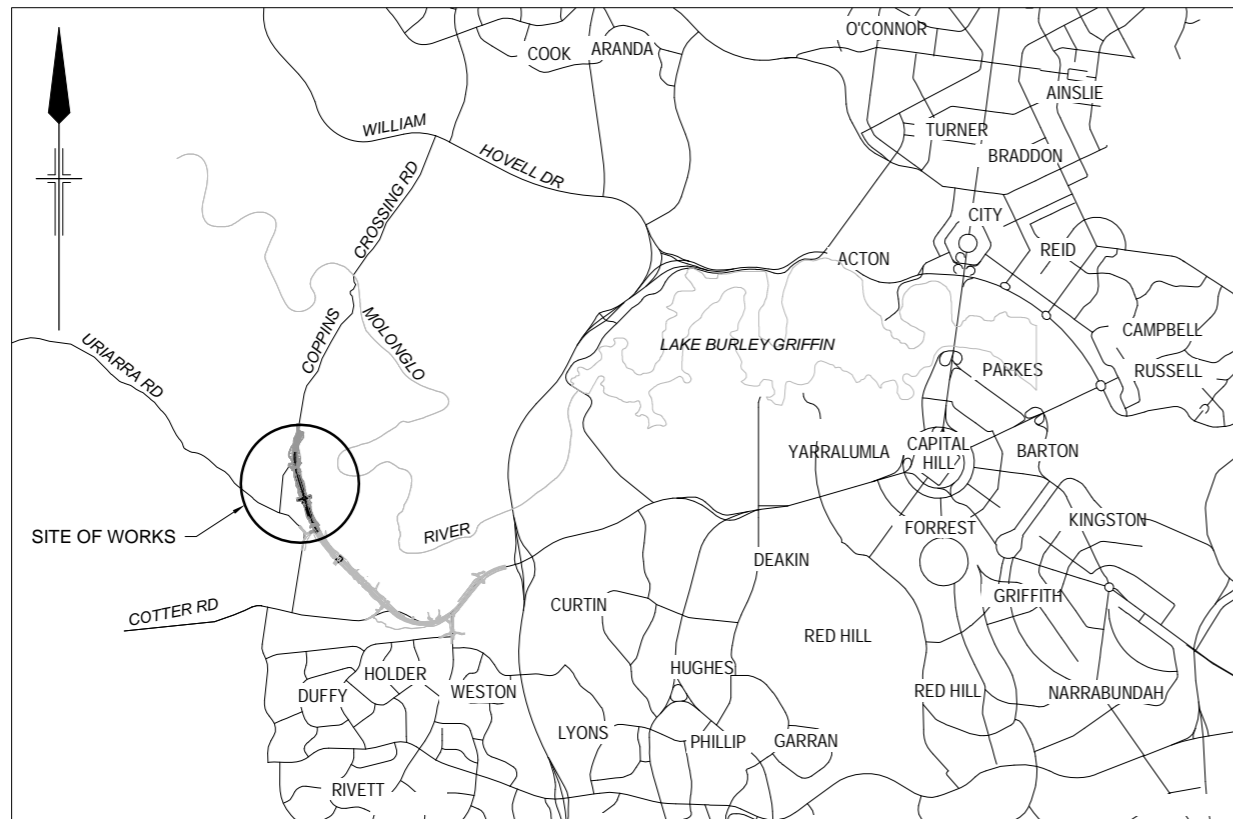 O'CONNOR
COOK
ARANDA
AINSLIE
WILLIAM
TURNER
HOVELL DR
BRADDON
CROSSING RD
CITY
REID
ACTON
COPPINS
MOLONGLO
LAKE BURLEY GRIFFIN
CAMPBELL
URIARRA RD
PARKES
RUSSELL
YARRALUMLA
CAPITAL
HILL
BARTON
SITE OF WORKS
RIVER
FORREST
KINGSTON
DEAKIN
GRIFFITH
COTTER RD
CURTIN
RED HILL
HOLDER
HUGHES
DUFFY
WESTON
RED HILL
NARRABUNDAH
LYONS
PHILLIP
GARRAN
RIVETT